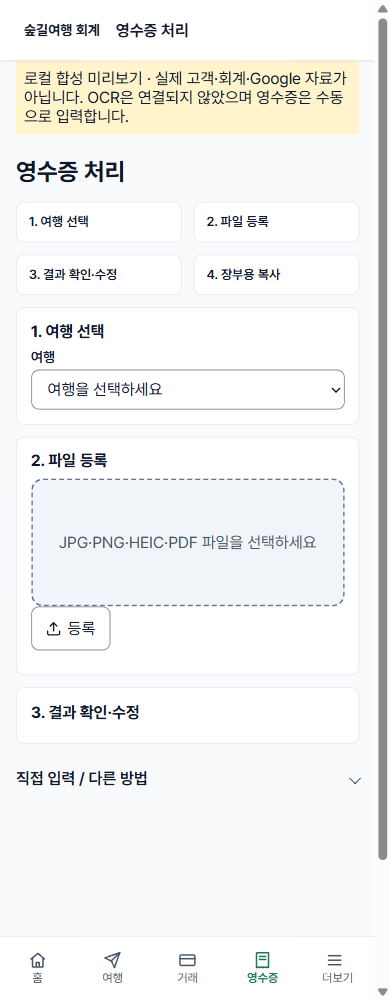 숲길여행 회계 영수증 처리
로컬 합성 미리보기 · 실제 고객·회계·Google 자료가
아닙니다. OCR은 연결되지 않았으며 영수증은 수동
으로 입력합니다.
영수증 처리
1. 여행 선택
2. 파일 등록
3. 결과 확인·수정
4. 장부용 복사
1. 여행 선택
여행
여행을 선택하세요
2. 파일 등록
JPG·PNG·HEIC·PDF 파일을 선택하세요
등록
3. 결과 확인·수정
직접 입력 / 다른 방법
홈
여행
거래
영수증
더보기